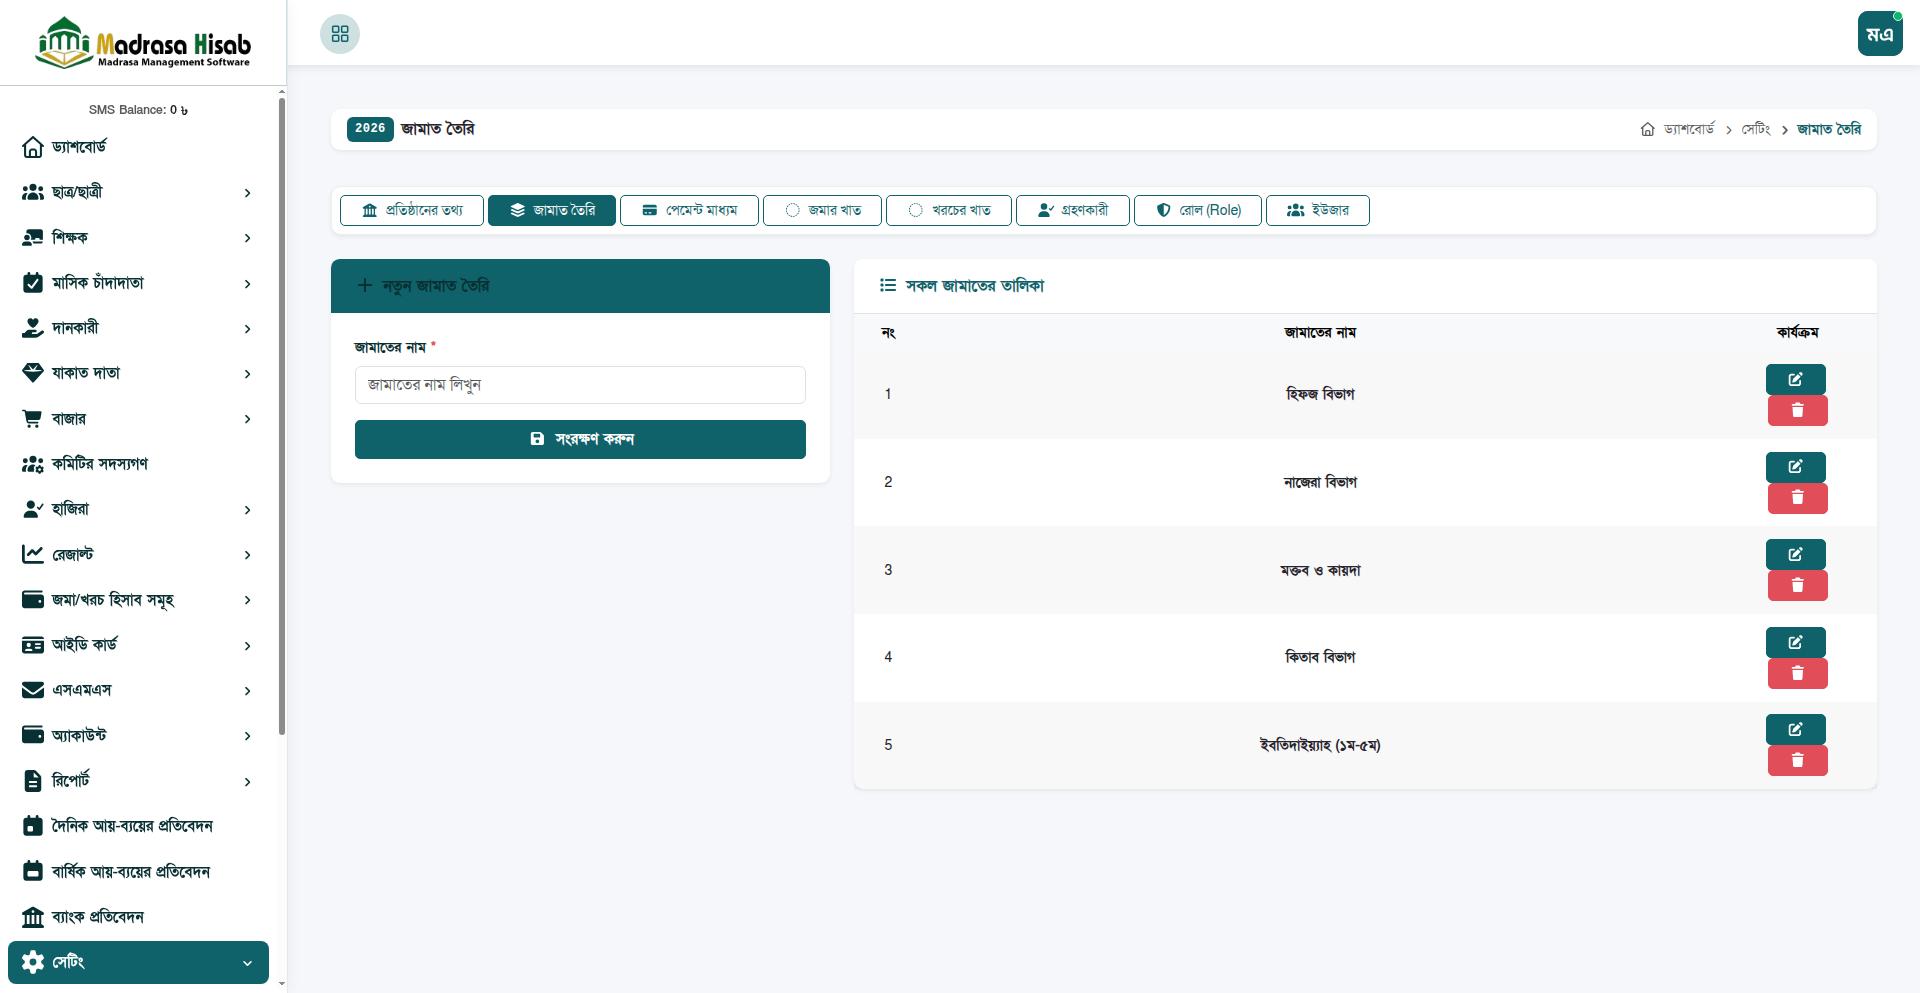 Madrasa Hisab
Madrasa Management Software
মএ
SMS Balance: 0 ৳
ড্যাশবোর্ড
ছাত্র/ছাত্রী
শিক্ষক
মাসিক চাঁদাদাতা
দানকারী
যাকাত দাতা
বাজার
কমিটির সদস্যগণ
হাজিরা
রেজাল্ট
জমা/খরচ হিসাব সমূহ
আইডি কার্ড
এসএমএস
অ্যাকাউন্ট
রিপোর্ট
দৈনিক আয়-ব্যয়ের প্রতিবেদন
বার্ষিক আয়-ব্যয়ের প্রতিবেদন
ব্যাংক প্রতিবেদন
সেটিং
2026 জামাত তৈরি
ড্যাশবোর্ড > সেটিং > জামাত তৈরি
প্রতিষ্ঠানের তথ্য জামাত তৈরি পেমেন্ট মাধ্যম জমার খাত খরচের খাত গ্রহণকারী রোল (Role) ইউজার
নতুন জামাত তৈরি
জামাতের নাম *
জামাতের নাম লিখুন
সংরক্ষণ করুন
সকল জামাতের তালিকা
নং জামাতের নাম কার্যক্রম
1 হিফজ বিভাগ
2 নাজেরা বিভাগ
3 মক্তব ও কায়দা
4 কিতাব বিভাগ
5 ইবতিদাইয়্যাহ (১ম-৫ম)